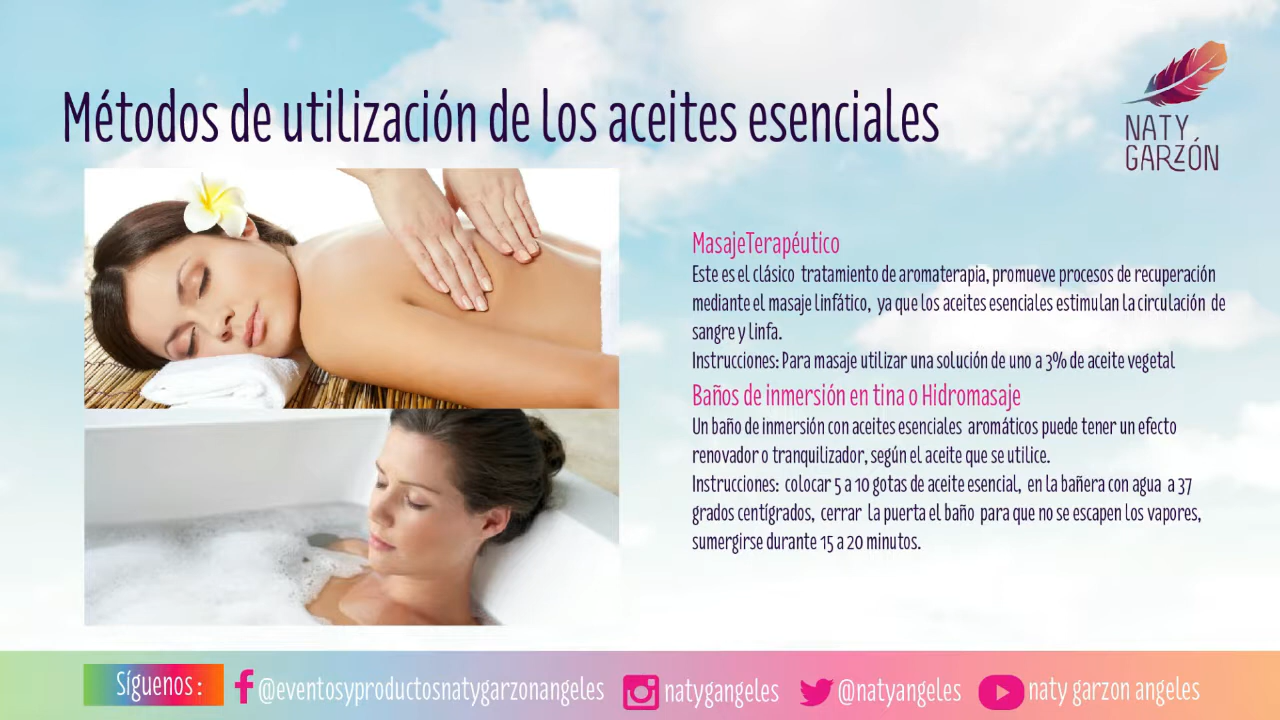 Métodos de utilización de los aceites esenciales
NATY
GARZÓN
MasajeTerapéutico
Este es el clásico tratamiento de aromaterapia, promueve procesos de recuperación
mediante el masaje linfático, ya que los aceites esenciales estimulan la circulación de
sangre y linfa.
Instrucciones: Para masaje utilizar una solución de uno a 3% de aceite vegetal
Baños de inmersión en tina o Hidromasaje
Un baño de inmersión con aceites esenciales aromáticos puede tener un efecto
renovador o tranquilizador, según el aceite que se utilice.
Instrucciones: colocar 5 a 10 gotas de aceite esencial, en la bañera con agua a 37
grados centígrados, cerrar la puerta el baño para que no se escapen los vapores,
sumergirse durante 15 a 20 minutos.
Síguenos: @eventosyproductosnatygarzonangeles natygangeles @natyangeles naty garzon angeles